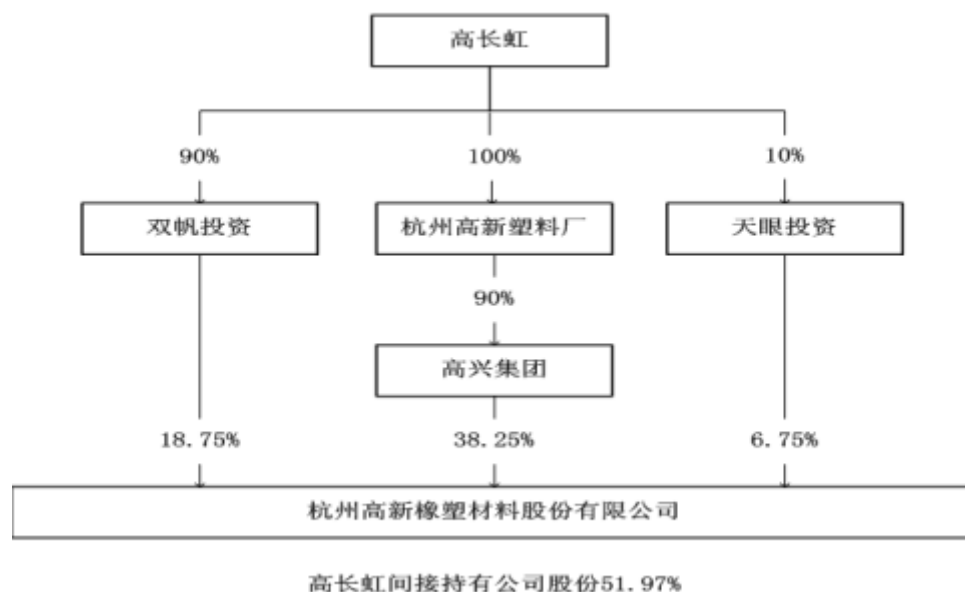 高长虹
90%
100%
10%
双帆投资
杭州高新塑料厂
天眼投资
90%
高兴集团
18.75%
38.25%
6.75%
杭州高新橡塑材料股份有限公司
高长虹间接持有公司股份51.97%